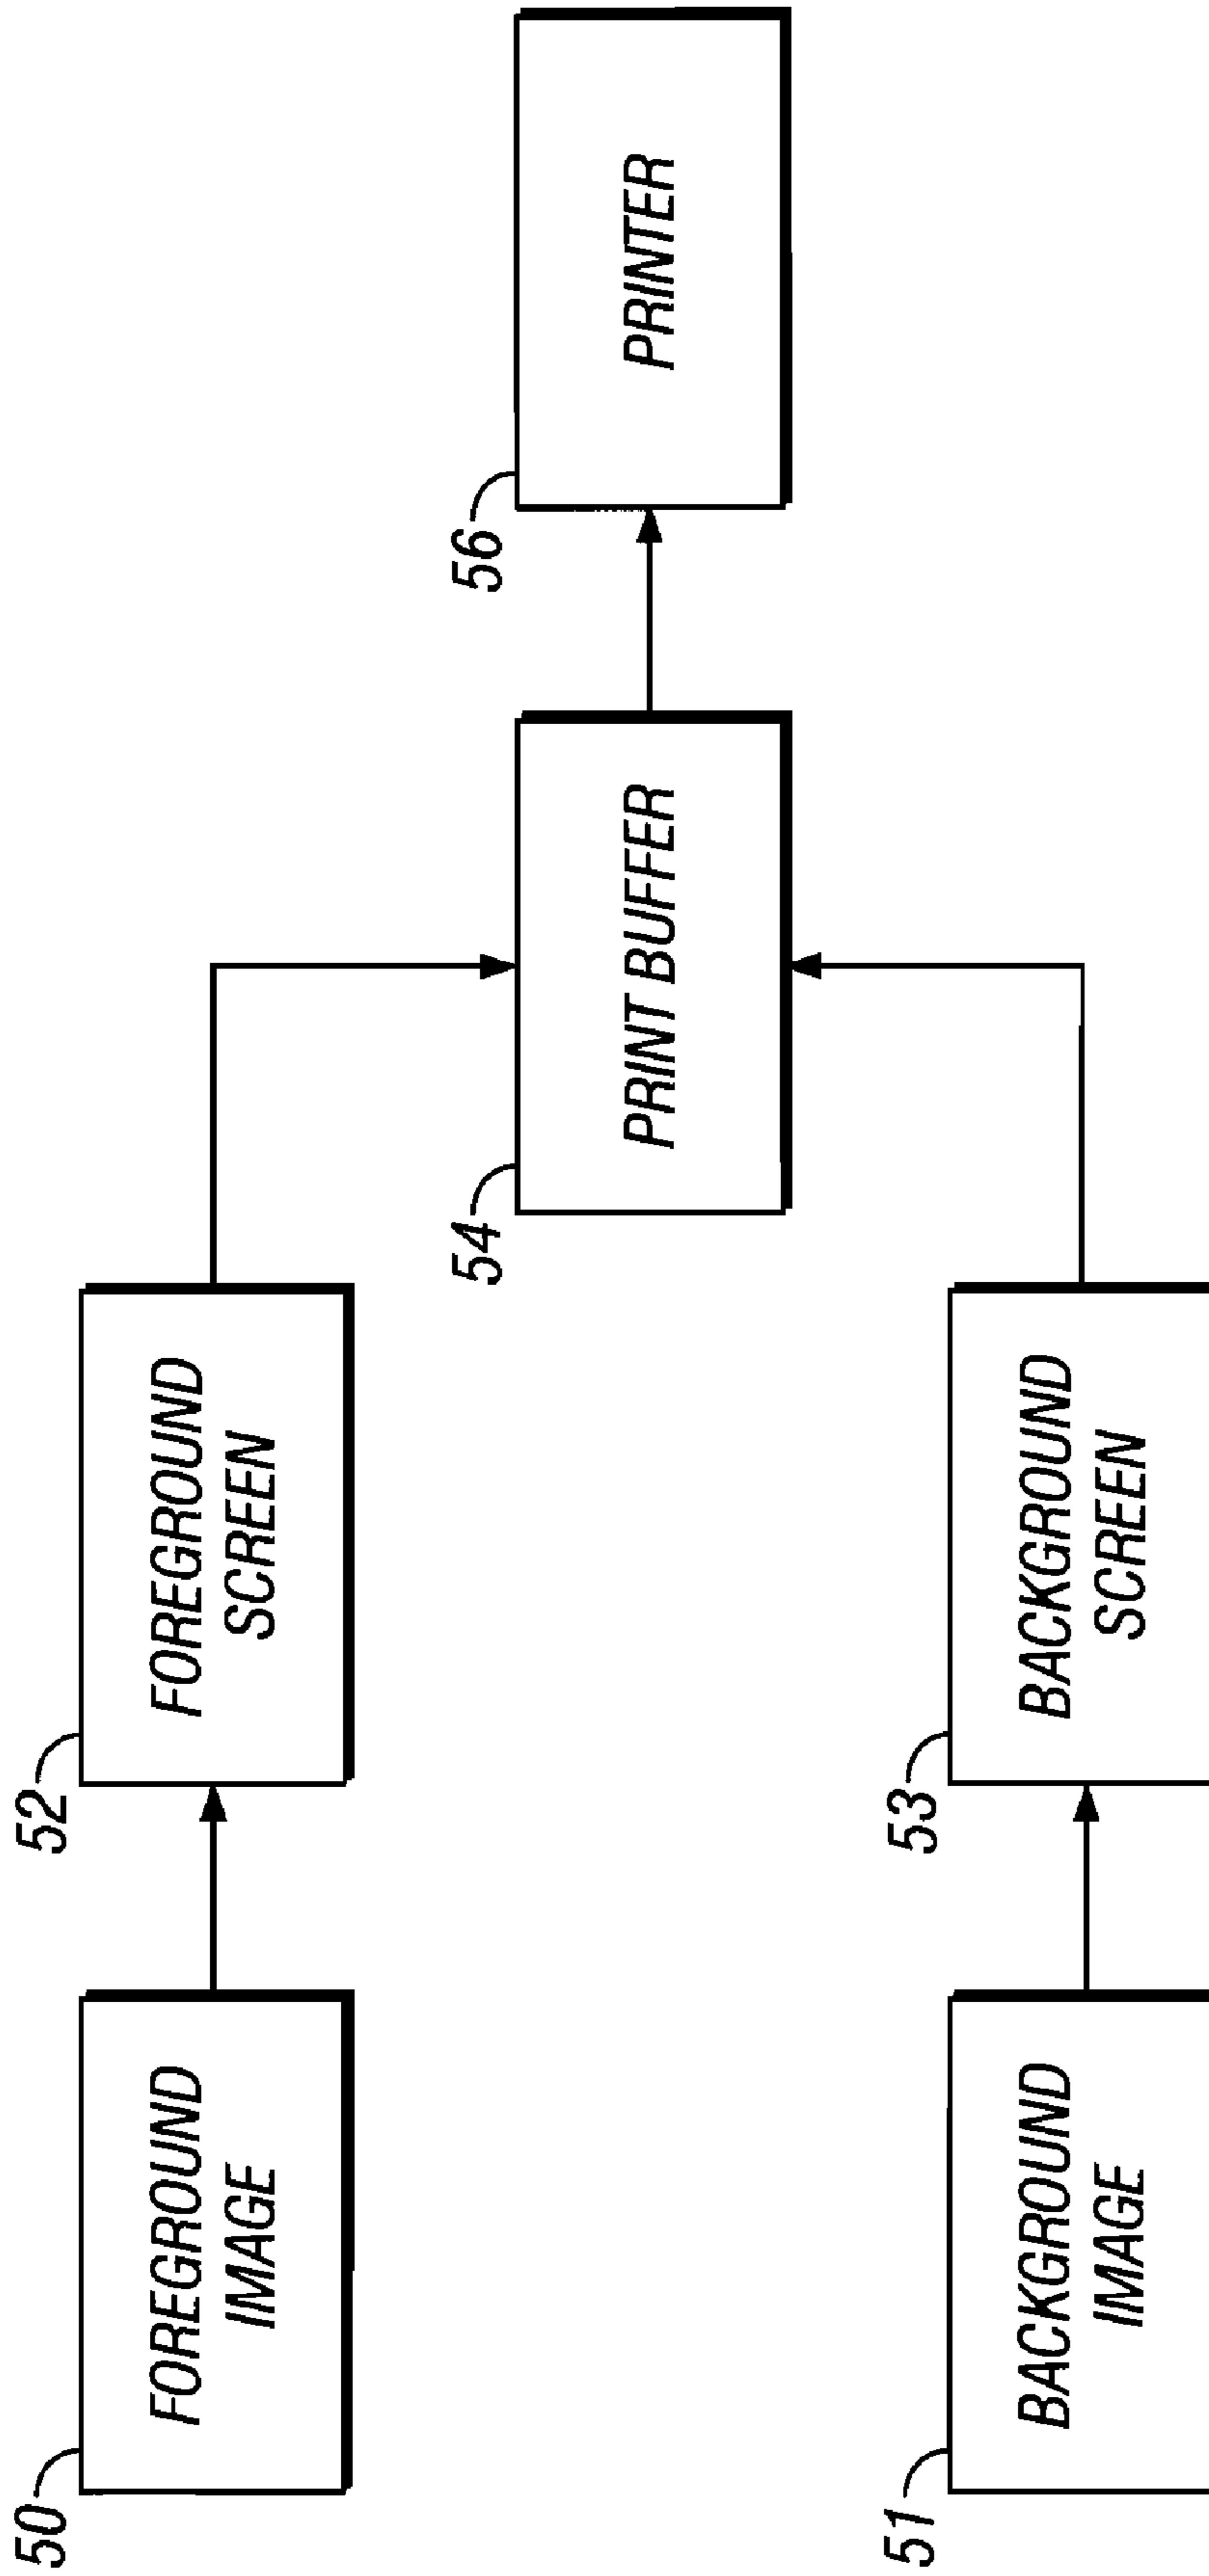 50
FOREGROUND
IMAGE
52
FOREGROUND
SCREEN
54
PRINT BUFFER
56
PRINTER
51
BACKGROUND
IMAGE
53
BACKGROUND
SCREEN